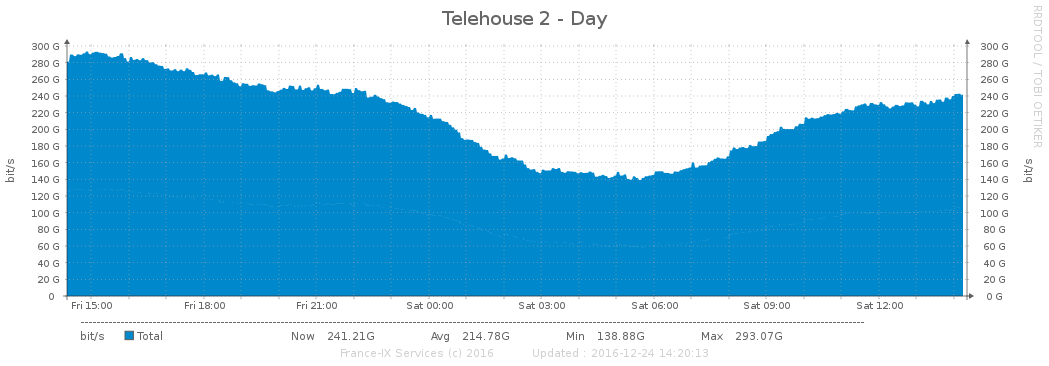 Telehouse 2 - Day
RRDTOOL / TOBI OETIKER
bit/s
300 G 300 G
280 G 280 G
260 G 260 G
240 G 240 G
220 G 220 G
200 G 200 G
180 G 180 G
160 G 160 G
140 G 140 G
120 G 120 G
100 G 100 G
80 G 80 G
60 G 60 G
40 G 40 G
20 G 20 G
0 0 G
bit/s
Fri 15:00 Fri 18:00 Fri 21:00 Sat 00:00 Sat 03:00 Sat 06:00 Sat 09:00 Sat 12:00
bit/s Total Now 241.21G Avg 214.78G Min 138.88G Max 293.07G
France-IX Services (c) 2016 Updated : 2016-12-24 14:20:13